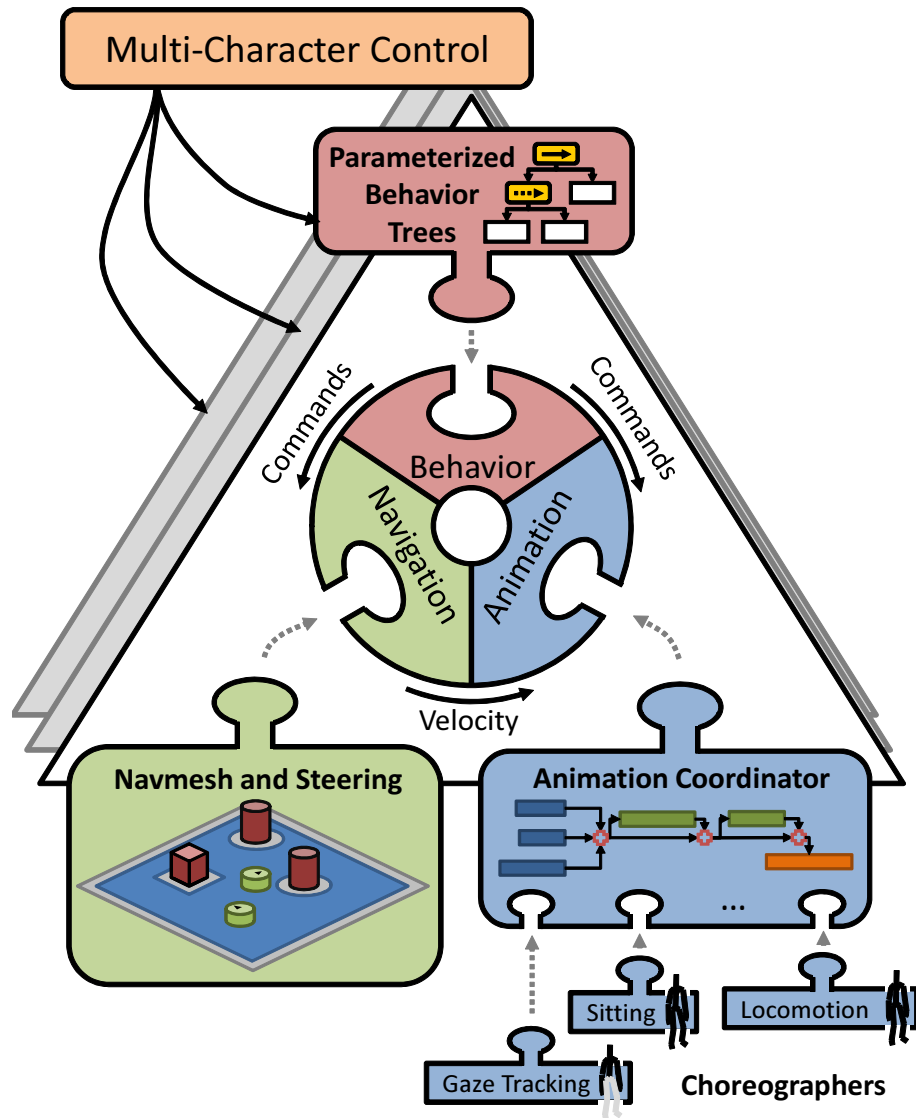 Multi-Character Control
Parameterized
Behavior
Trees
Commands
Commands
Behavior
Navigation
Animation
Velocity
Navmesh and Steering
Animation Coordinator
...
Sitting
Locomotion
Gaze Tracking
Choreographers